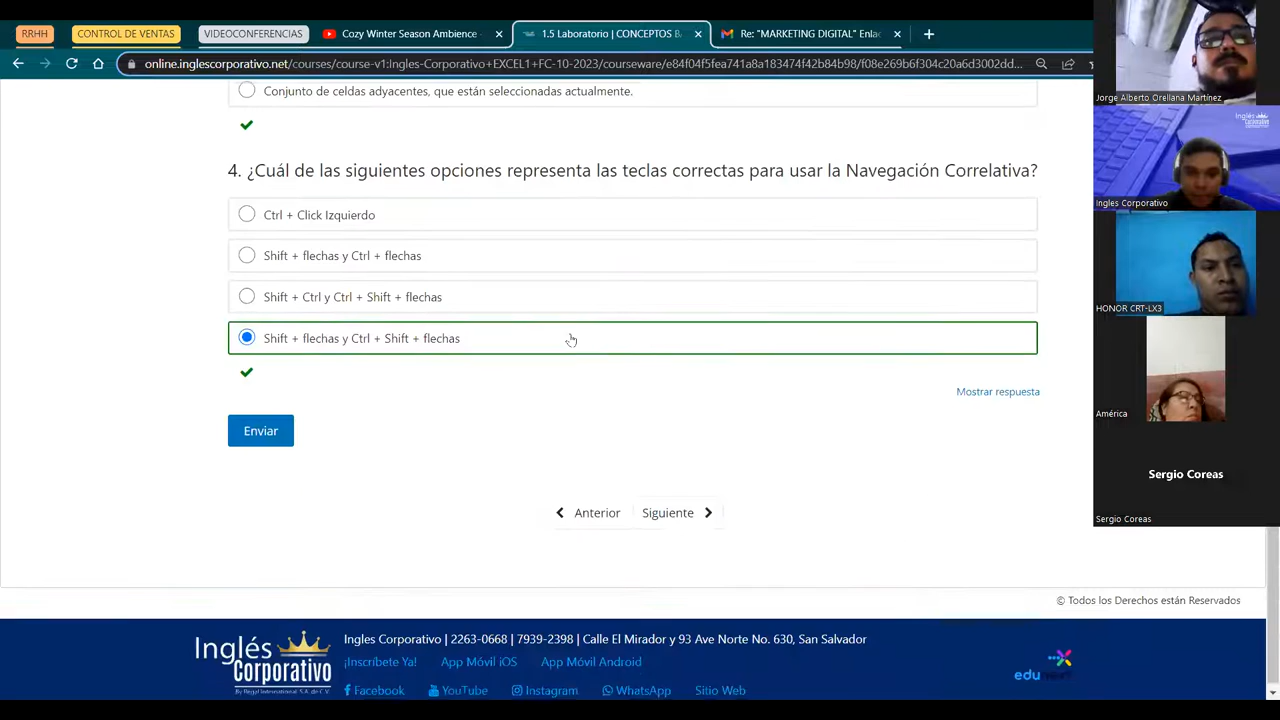 RRHH
CONTROL DE VENTAS
VIDEOCONFERENCIAS
Cozy Winter Season Ambience
1.5 Laboratorio | CONCEPTOS B
Re: "MARKETING DIGITAL" Enlac
online.inglescorporativo.net/courses/course-v1:Ingles-Corporativo+EXCEL1+FC-10-2023/courseware/e84f04f5fea741a8a183474f42b84b98/f08e269b6f304c20a6d3002dd...
Conjunto de celdas adyacentes, que están seleccionadas actualmente.
4. ¿Cuál de las siguientes opciones representa las teclas correctas para usar la Navegación Correlativa?
Ctrl + Click Izquierdo
Shift + flechas y Ctrl + flechas
Shift + Ctrl y Ctrl + Shift + flechas
Shift + flechas y Ctrl + Shift + flechas
Mostrar respuesta
Enviar
Anterior
Siguiente
© Todos los Derechos están Reservados
Inglés
Corporativo
Ingles Corporativo | 2263-0668 | 7939-2398 | Calle El Mirador y 93 Ave Norte No. 630, San Salvador
¡Inscríbete Ya!
App Móvil iOS
App Móvil Android
Facebook
YouTube
Instagram
WhatsApp
Sitio Web
edu
Jorge Alberto Orellana Martínez
Inglés
Ingles Corporativo
HONOR CRT-LX3
América
Sergio Coreas
Sergio Coreas